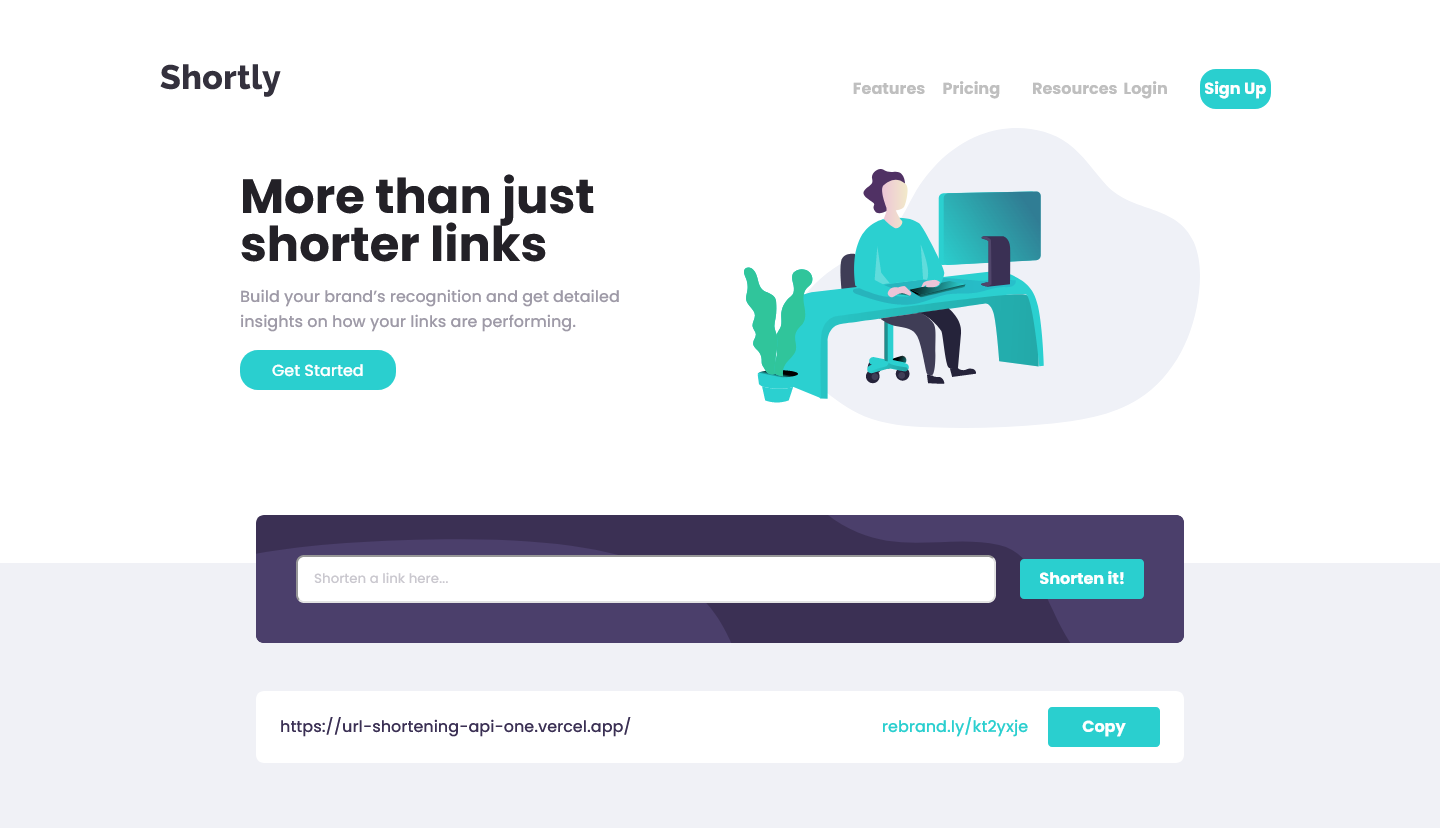 Shortly
Features Pricing Resources Login Sign Up
More than just
shorter links
Build your brand’s recognition and get detailed
insights on how your links are performing.
Get Started
Shorten a link here...
Shorten it!
https://url-shortening-api-one.vercel.app/
rebrand.ly/kt2yxje
Copy